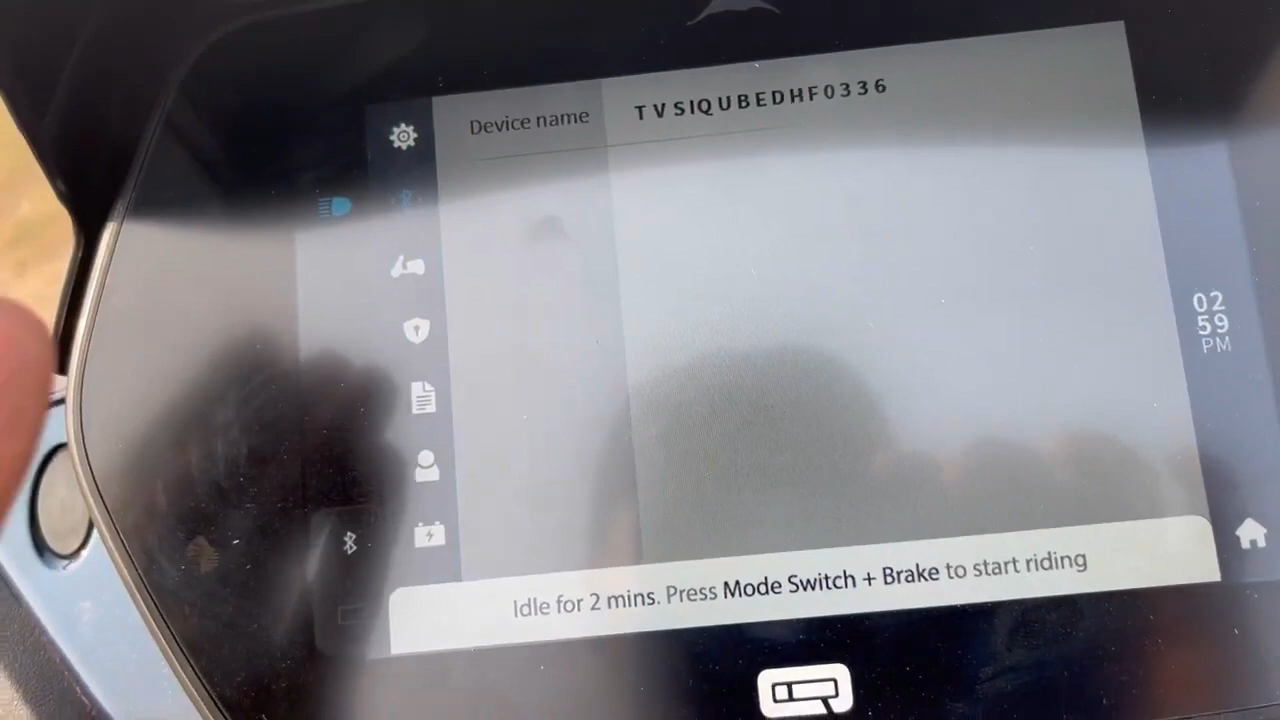 Device name TVSIQUBEDHF0336
02
59
PM
Idle for 2 mins. Press Mode Switch + Brake to start riding